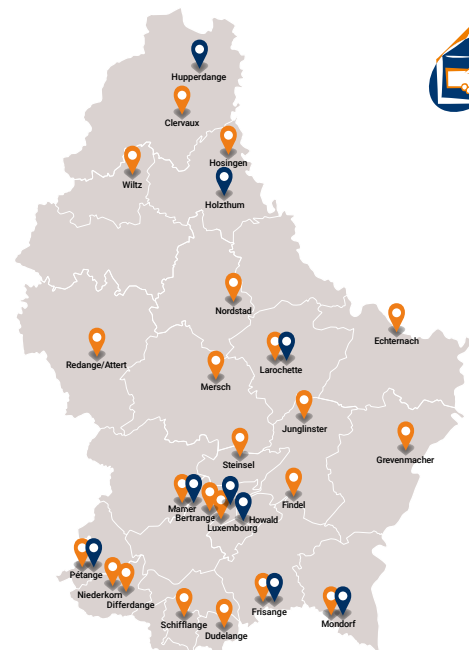 Hupperdange
Clervaux
Hosingen
Wiltz
Holzthum
Nordstad
Echternach
Redange/Attert
Larochette
Mersch
Junglinster
Steinsel
Grevenmacher
Findel
Mamer
Bertrange
Howald
Luxembourg
Pétange
Niederkorn
Differdange
Frisange
Schifflange
Mondorf
Dudelange